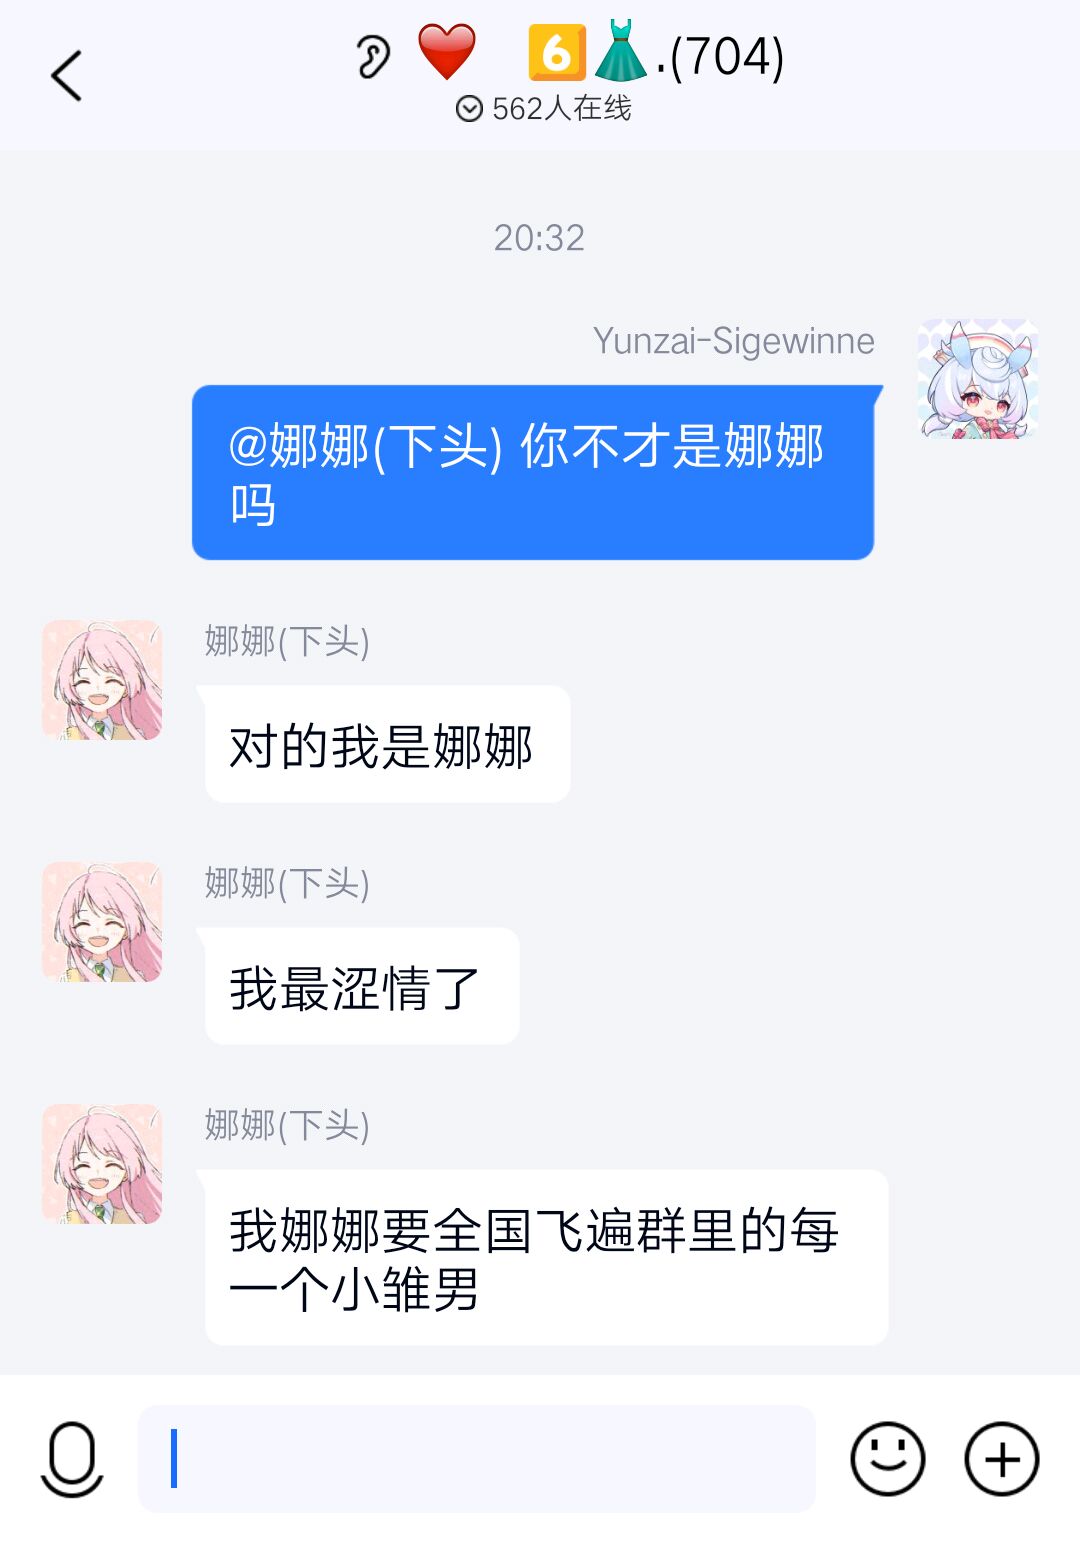 👂❤️ 6👗.(704)
562人在线
20:32
Yunzai-Sigewinne
@娜娜(下头) 你不才是娜娜
吗
娜娜(下头)
对的我是娜娜
娜娜(下头)
我最涩情了
娜娜(下头)
我娜娜要全国飞遍群里的每
一个小雏男